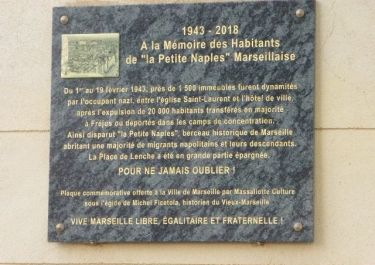 1943 - 2018
A la Mémoire des Habitants
de "la Petite Naples" Marseillaise
Du 1er au 19 février 1943, près de 1 500 immeubles furent dynamités
par l'occupant nazi, entre l'église Saint-Laurent et l'hôtel de ville,
après l'expulsion de 20 000 habitants transférés en majorité
à Fréjus ou déportés dans les camps de concentration.
Ainsi disparut "la Petite Naples", berceau historique de Marseille
abritant une majorité de migrants napolitains et leurs descendants.
La Place de Lenche a été en grande partie épargnée.
POUR NE JAMAIS OUBLIER !
Plaque commémorative offerte à la Ville de Marseille par Massaliotte Culture
sous l'égide de Michel Ficetola, historien du Vieux-Marseille
VIVE MARSEILLE LIBRE, ÉGALITAIRE ET FRATERNELLE !